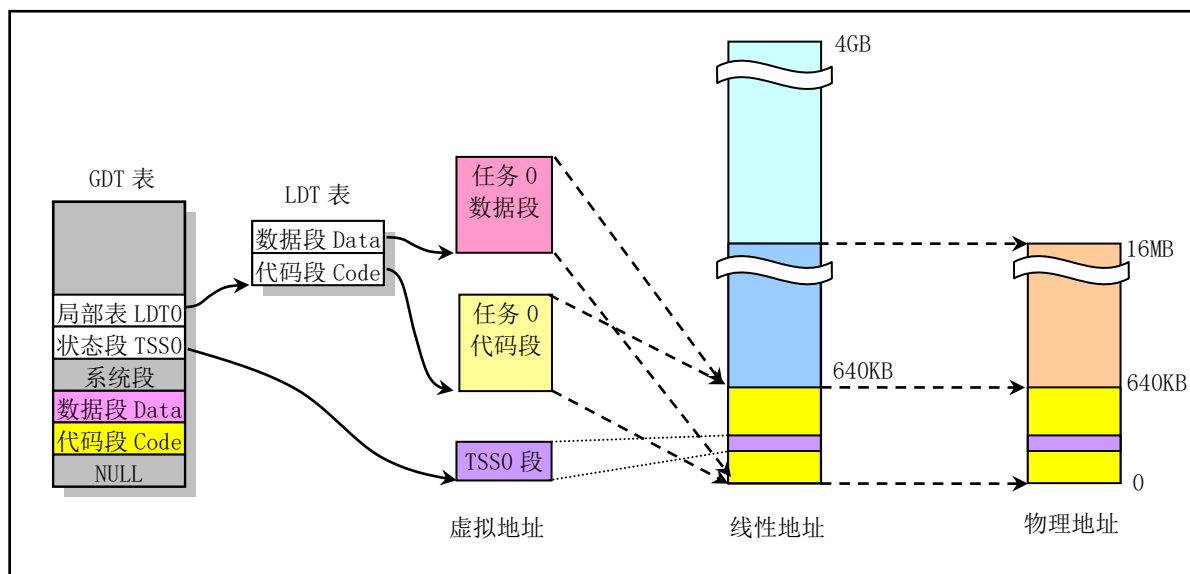 4GB
GDT 表
LDT 表
任务 0
数据段
数据段 Data
代码段 Code
16MB
局部表 LDT0
状态段 TSS0
系统段
数据段 Data
代码段 Code
NULL
任务 0
代码段
640KB
640KB
TSS0 段
0
虚拟地址
线性地址
物理地址